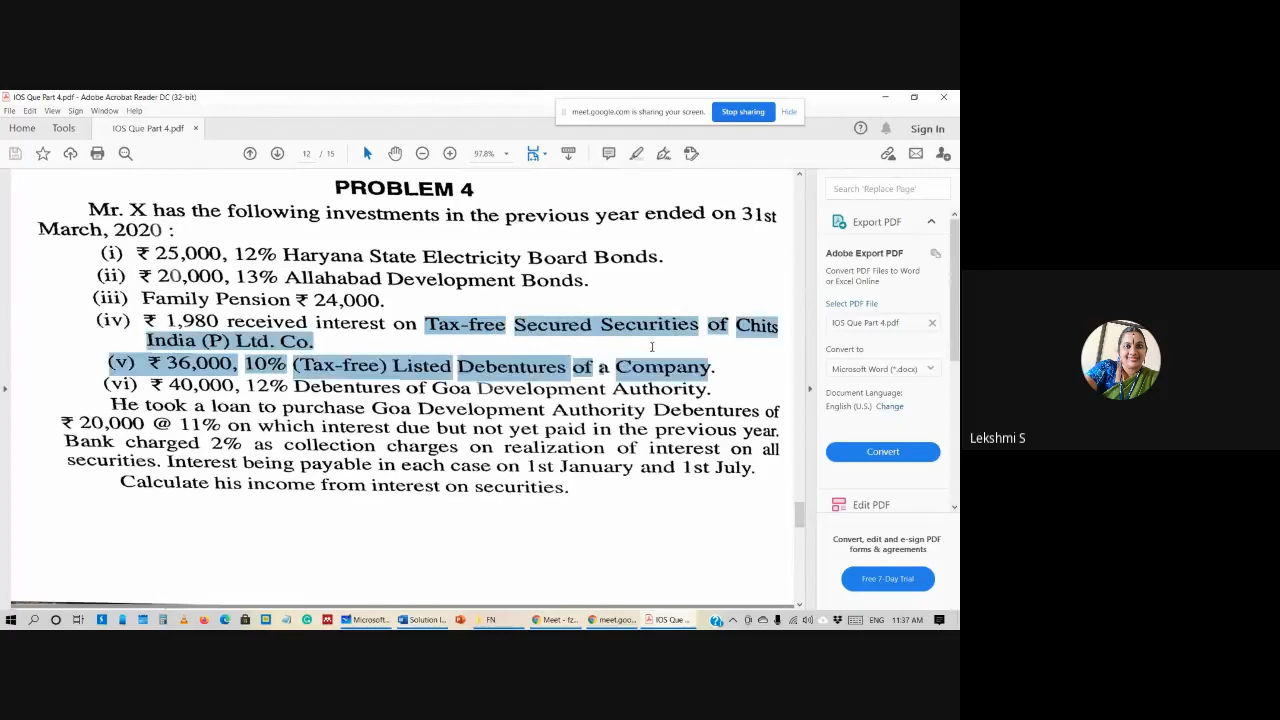 IOS Que Part 4.pdf - Adobe Acrobat Reader DC (32-bit)
File Edit View Sign Window Help
meet.google.com is sharing your screen. Stop sharing Hide
Home Tools IOS Que Part 4.pdf × Sign In
12 / 15 97.8%
PROBLEM 4
Mr. X has the following investments in the previous year ended on 31st
March, 2020 :
(i) ₹ 25,000, 12% Haryana State Electricity Board Bonds.
(ii) ₹ 20,000, 13% Allahabad Development Bonds.
(iii) Family Pension ₹ 24,000.
(iv) ₹ 1,980 received interest on Tax-free Secured Securities of Chits
India (P) Ltd. Co.
(v) ₹ 36,000, 10% (Tax-free) Listed Debentures of a Company.
(vi) ₹ 40,000, 12% Debentures of Goa Development Authority.
He took a loan to purchase Goa Development Authority Debentures of
₹ 20,000 @ 11% on which interest due but not yet paid in the previous year.
Bank charged 2% as collection charges on realization of interest on all
securities. Interest being payable in each case on 1st January and 1st July.
Calculate his income from interest on securities.
Search 'Replace Page'
Export PDF
Adobe Export PDF
Convert PDF Files to Word
or Excel Online
Select PDF File
IOS Que Part 4.pdf
Convert to
Microsoft Word (*.docx)
Document Language:
English (U.S.) Change
Convert
Edit PDF
Convert, edit and e-sign PDF
forms & agreements
Free 7-Day Trial
Microsoft... Solution I... FN Meet - fz... meet.goo... IOS Que ... ENG 11:37 AM
Lekshmi S